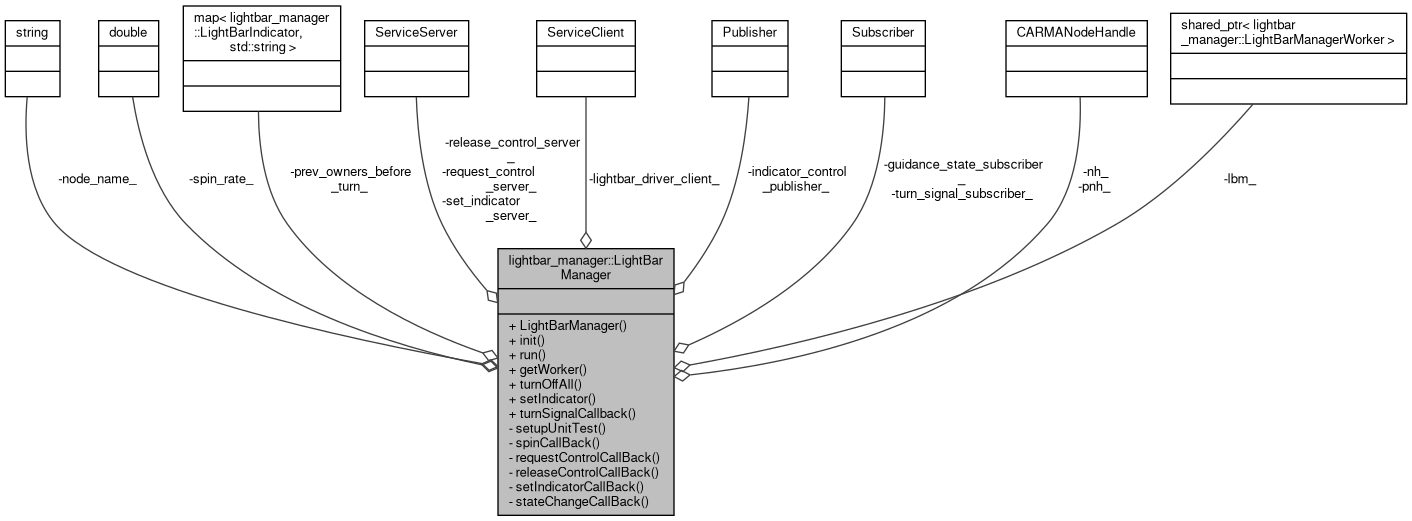 string
double
map< lightbar_manager
::LightBarIndicator,
std::string >
ServiceServer
ServiceClient
Publisher
Subscriber
CARMANodeHandle
shared_ptr< lightbar
_manager::LightBarManagerWorker >
-node_name_
-spin_rate_
-prev_owners_before
_turn_
-release_control_server
_
-request_control
_server_
-set_indicator
_server_
-lightbar_driver_client_
-indicator_control
_publisher_
-guidance_state_subscriber
_
-turn_signal_subscriber_
-nh_
-pnh_
-lbm_
lightbar_manager::LightBar
Manager
+ LightBarManager()
+ init()
+ run()
+ getWorker()
+ turnOffAll()
+ setIndicator()
+ turnSignalCallback()
- setupUnitTest()
- spinCallBack()
- requestControlCallBack()
- releaseControlCallBack()
- setIndicatorCallBack()
- stateChangeCallBack()